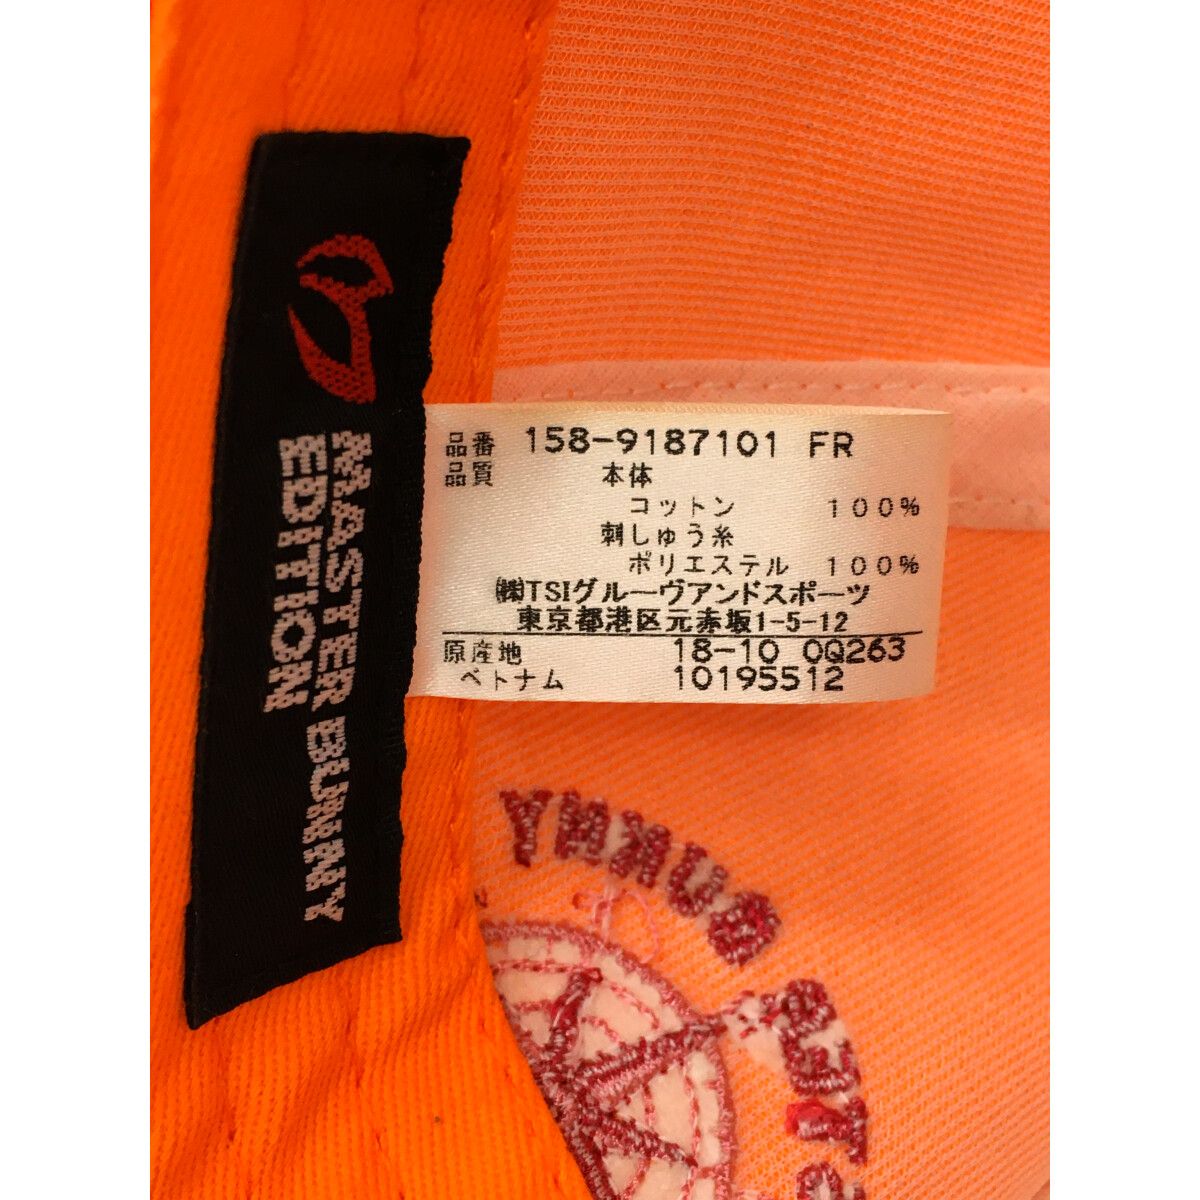 MASTER BUNNY
EDITION
品番 158-9187101 FR
品質 本体
コットン 100%
刺しゅう糸
ポリエステル 100%
㈱TSIグルーヴアンドスポーツ
東京都港区元赤坂1-5-12
原産地 18-10 0Q263
ベトナム 10195512